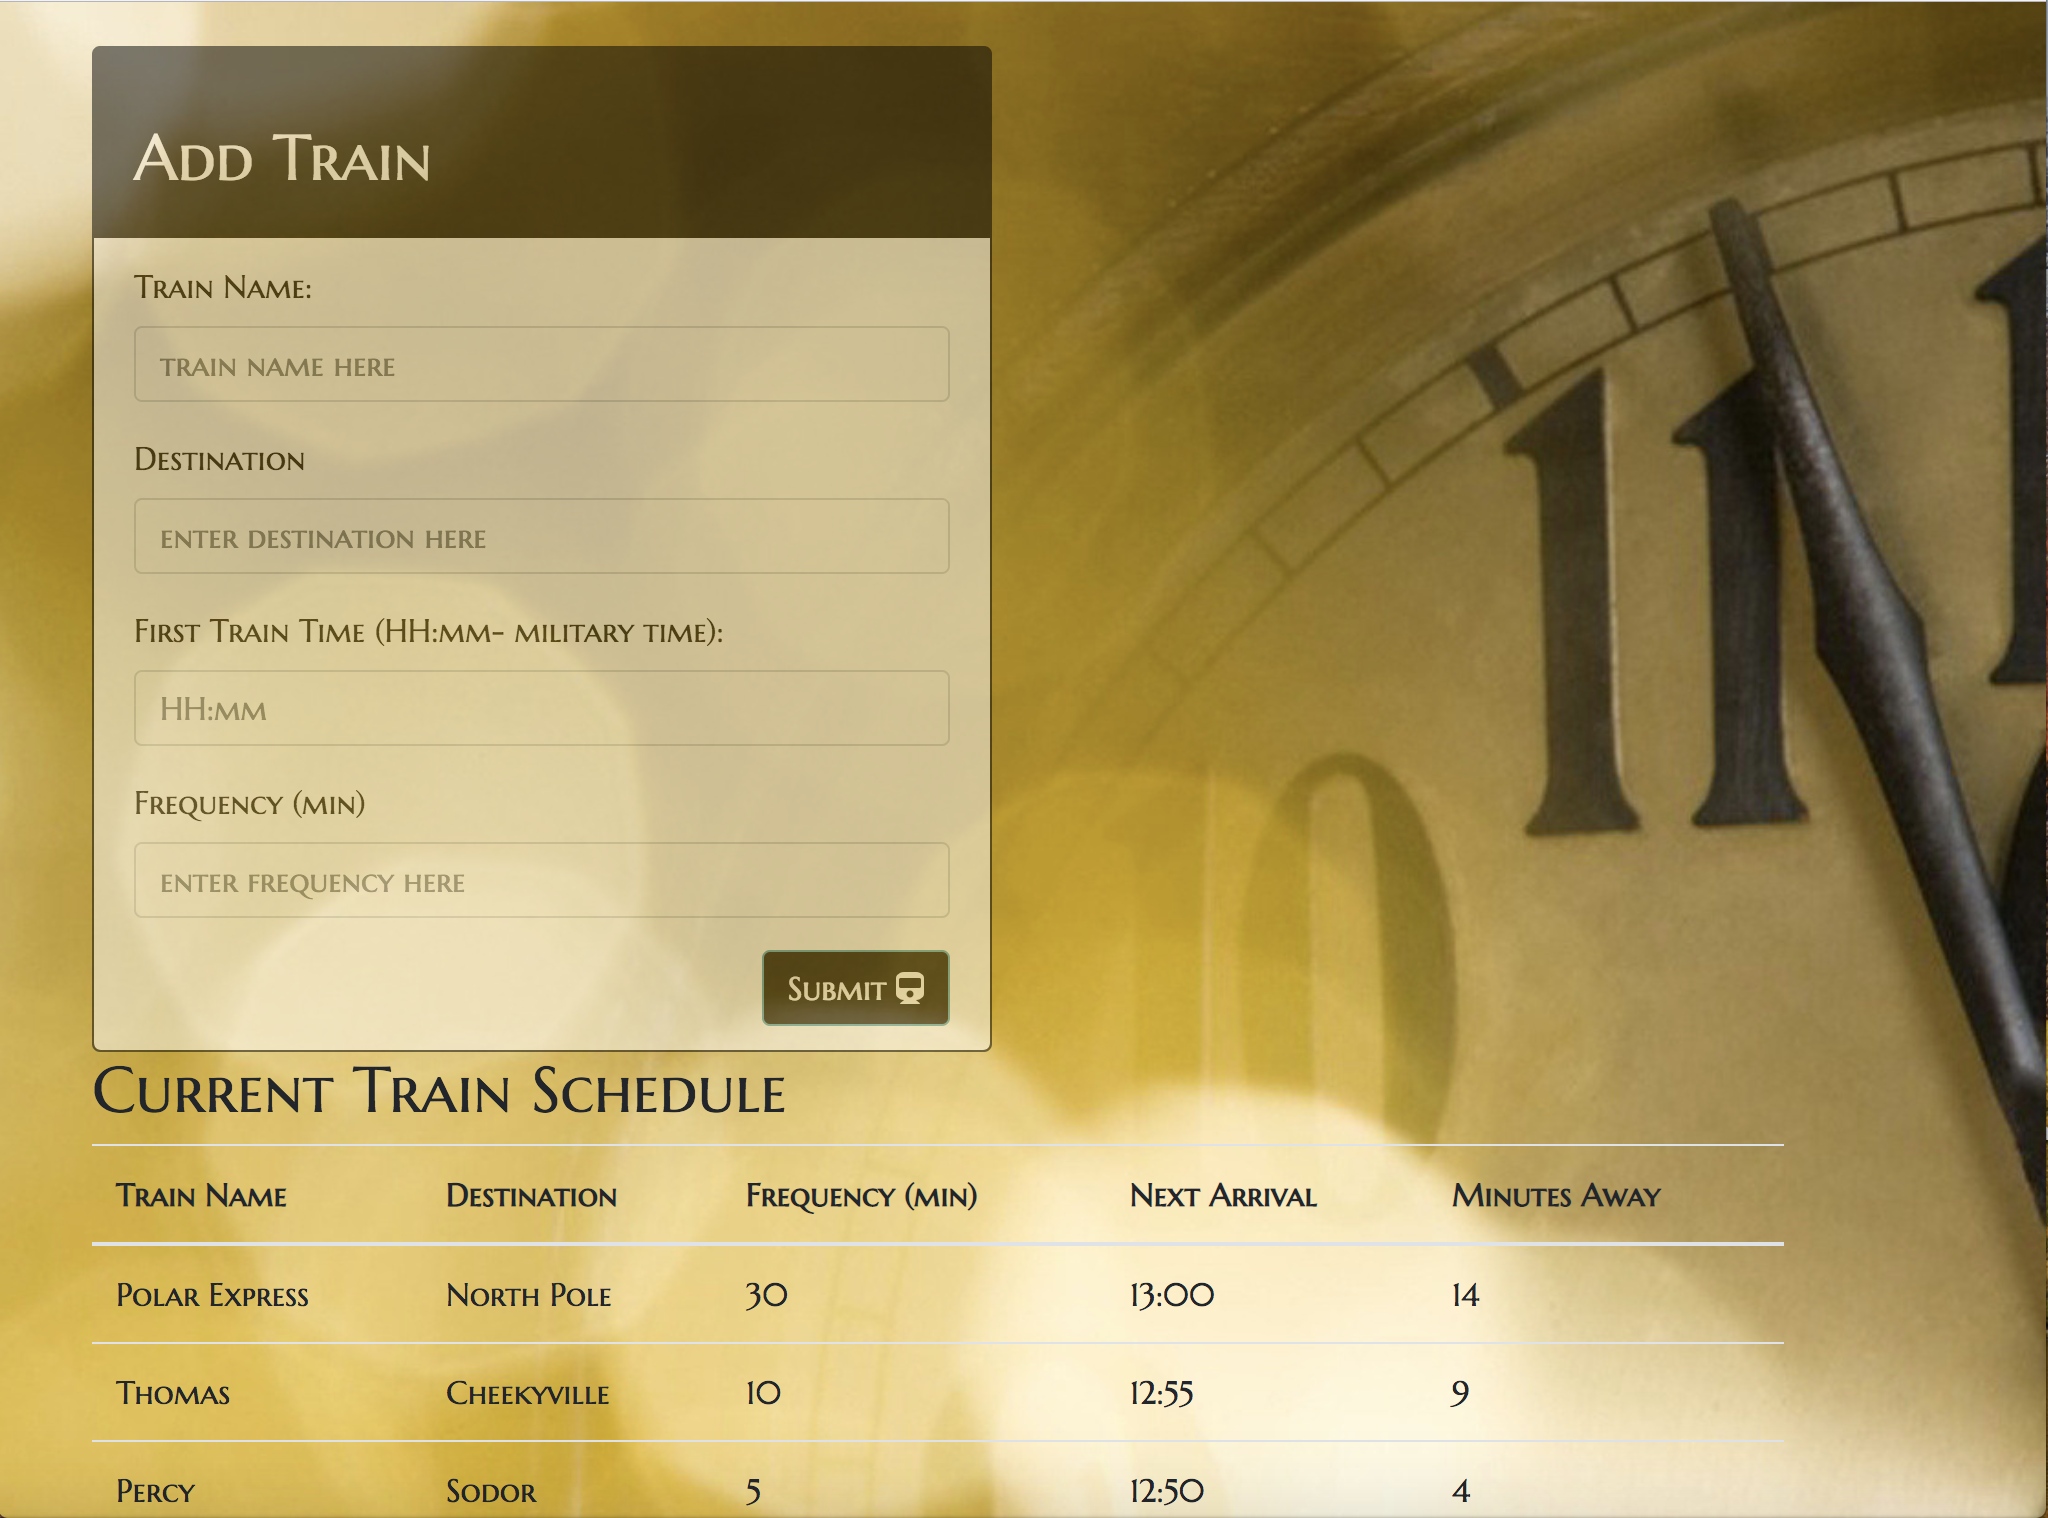 Add Train
Train Name:
train name here
Destination
enter destination here
First Train Time (HH:mm- military time):
HH:mm
Frequency (min)
enter frequency here
Submit
11
10
Current Train Schedule
Train Name Destination Frequency (min) Next Arrival Minutes Away
Polar Express North Pole 30 13:00 14
Thomas Cheekyville 10 12:55 9
Percy Sodor 5 12:50 4